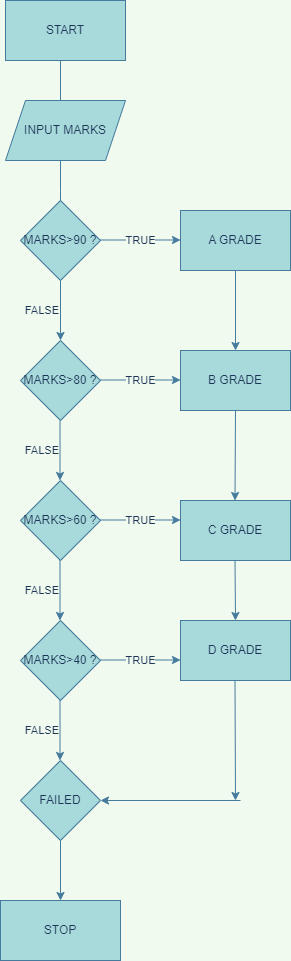 START
INPUT MARKS
MARKS>90 ?
TRUE
A GRADE
FALSE
MARKS>80 ?
TRUE
B GRADE
FALSE
MARKS>60 ?
TRUE
C GRADE
FALSE
MARKS>40 ?
TRUE
D GRADE
FALSE
FAILED
STOP